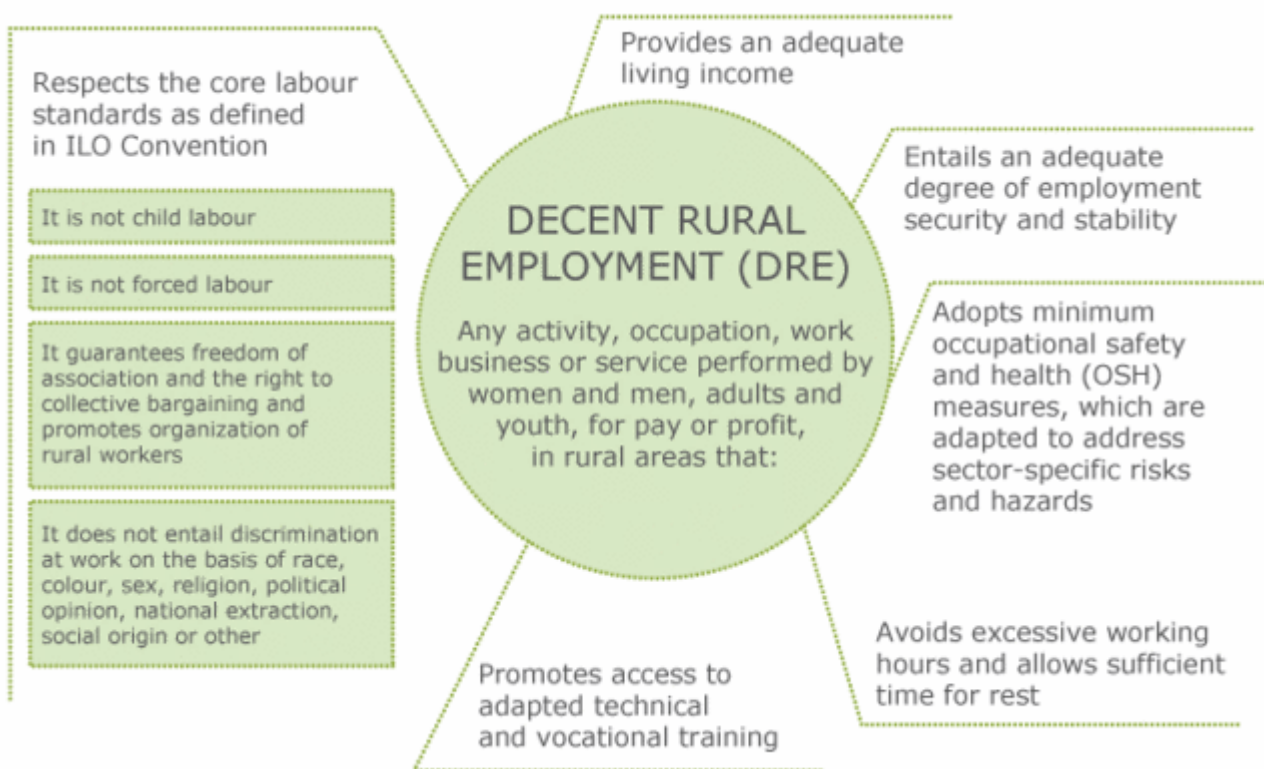 Respects the core labour
standards as defined
in ILO Convention
It is not child labour
It is not forced labour
It guarantees freedom of
association and the right to
collective bargaining and
promotes organization of
rural workers
It does not entail discrimination
at work on the basis of race,
colour, sex, religion, political
opinion, national extraction,
social origin or other
DECENT RURAL
EMPLOYMENT (DRE)
Any activity, occupation, work
business or service performed by
women and men, adults and
youth, for pay or profit,
in rural areas that:
Provides an adequate
living income
Entails an adequate
degree of employment
security and stability
Adopts minimum
occupational safety
and health (OSH)
measures, which are
adapted to address
sector-specific risks
and hazards
Avoids excessive working
hours and allows sufficient
time for rest
Promotes access to
adapted technical
and vocational training